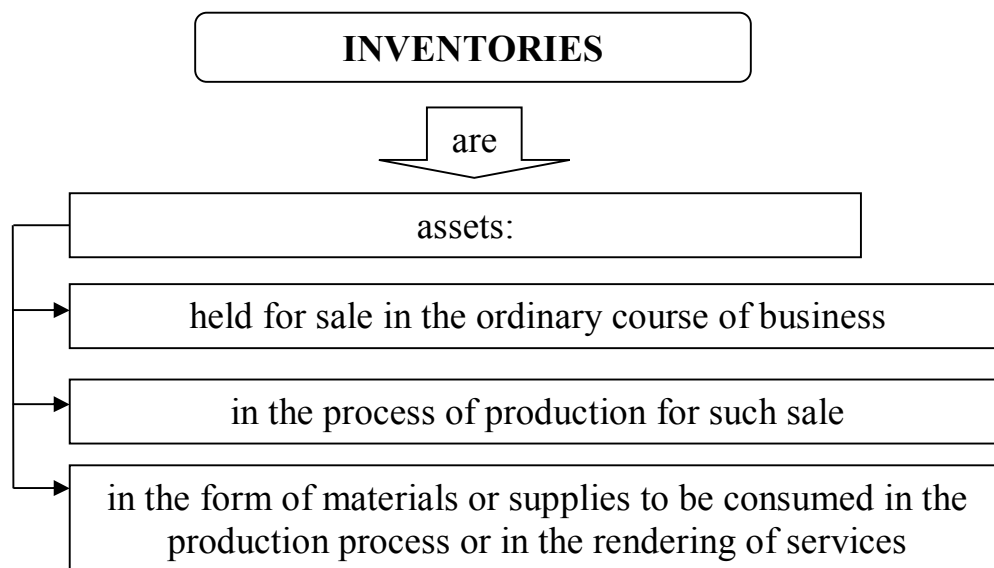 INVENTORIES
are
assets:
held for sale in the ordinary course of business
in the process of production for such sale
in the form of materials or supplies to be consumed in the
production process or in the rendering of services